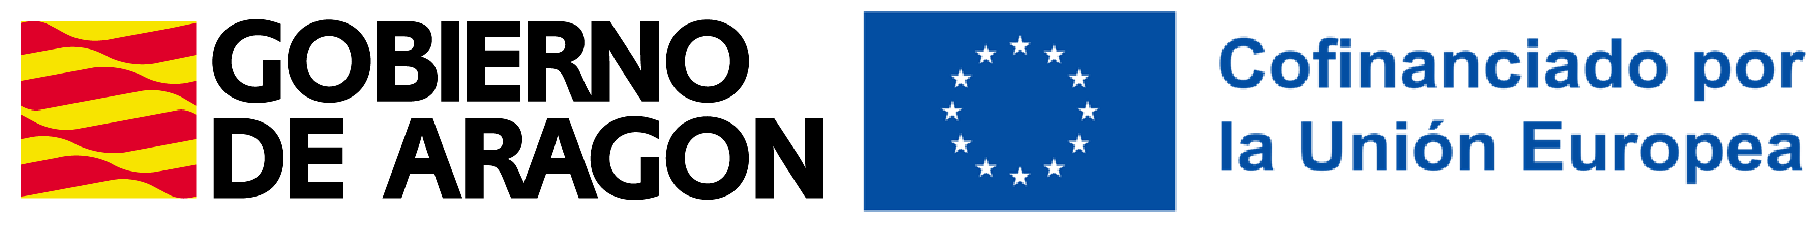 GOBIERNO
DE ARAGON
Cofinanciado por
la Unión Europea